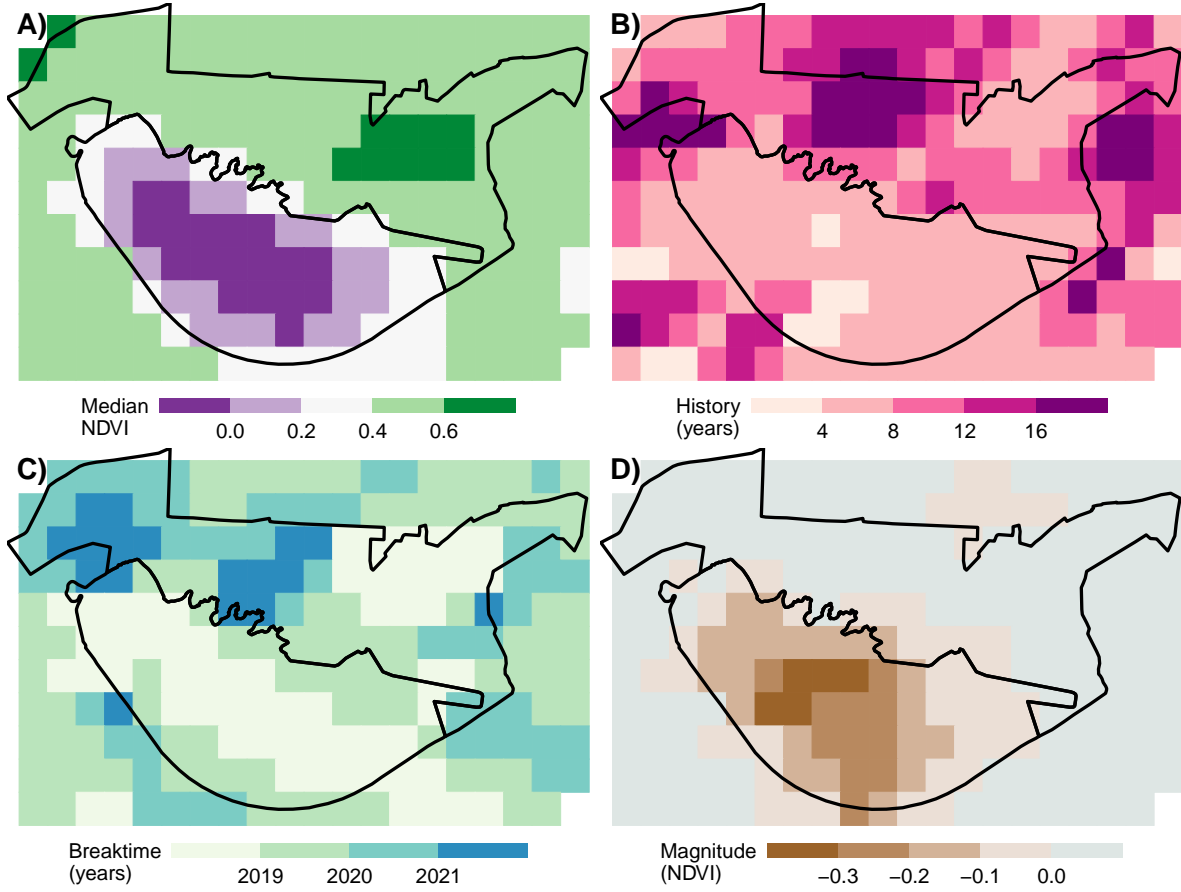 A)
B)
Median
NDVI
0.0 0.2 0.4 0.6
History
(years)
4 8 12 16
C)
D)
Breaktime
(years)
2019 2020 2021
Magnitude
(NDVI)
−0.3 −0.2 −0.1 0.0